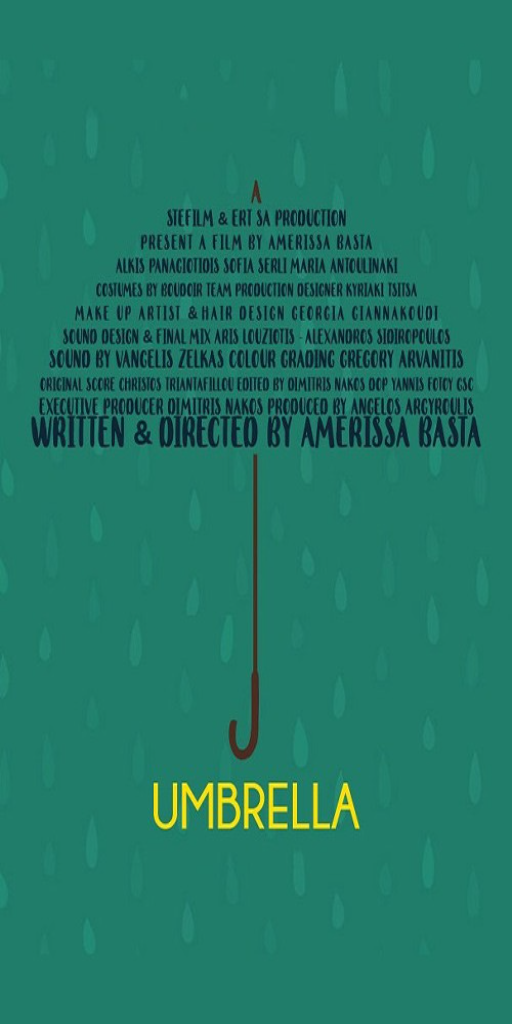 STEFILM & ERT SA PRODUCTION
PRESENT A FILM BY AMERISSA BASTA
ALKIS PANAGIOTIDIS SOFIA SERLI MARIA ANTOULINAKI
COSTUMES BY BOUDOIR TEAM PRODUCTION DESIGNER KYRIAKI TSITSA
MAKE UP ARTIST & HAIR DESIGN GEORGIA GIANNAKOUDI
SOUND DESIGN & FINAL MIX ARIS LOUZIOTIS - ALEXANDROS SIDIROPOULOS
SOUND BY VANGELIS ZELKAS COLOUR GRADING GREGORY ARVANITIS
ORIGINAL SCORE CHRISTOS TRIANTAFILLOU EDITED BY DIMITRIS NAKOS DOP YANNIS FOTOY GSC
EXECUTIVE PRODUCER DIMITRIS NAKOS PRODUCED BY ANGELOS ARGYROULIS
WRITTEN & DIRECTED BY AMERISSA BASTA
UMBRELLA